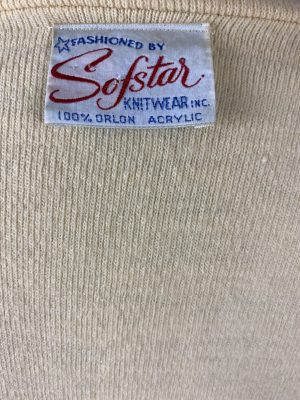 FASHIONED BY
Sofstar
KNITWEAR INC.
100% ORLON ACRYLIC